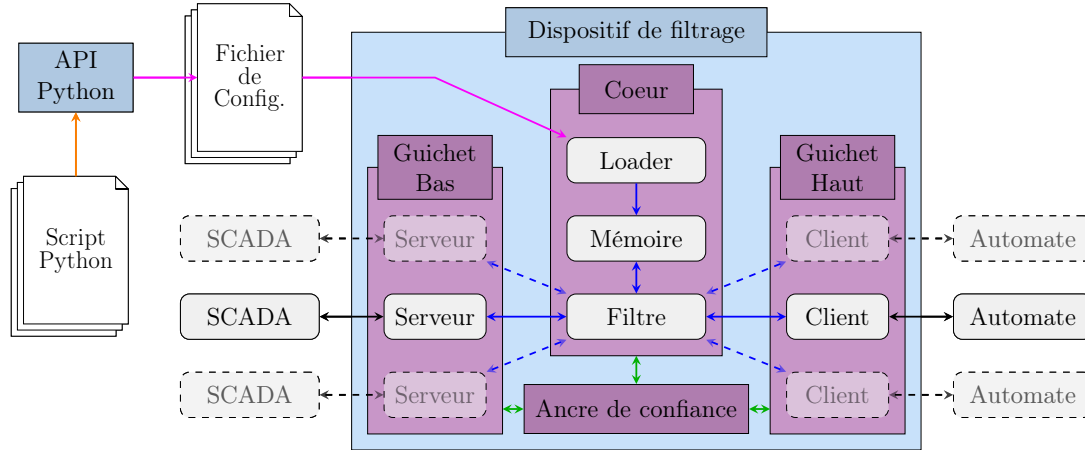 Dispositif de filtrage
API
Python
Fichier
de
Config.
Coeur
Guichet
Bas
Loader
Guichet
Haut
Script
Python
SCADA
Serveur
Mémoire
Client
Automate
SCADA
Serveur
Filtre
Client
Automate
SCADA
Serveur
Ancre de confiance
Client
Automate